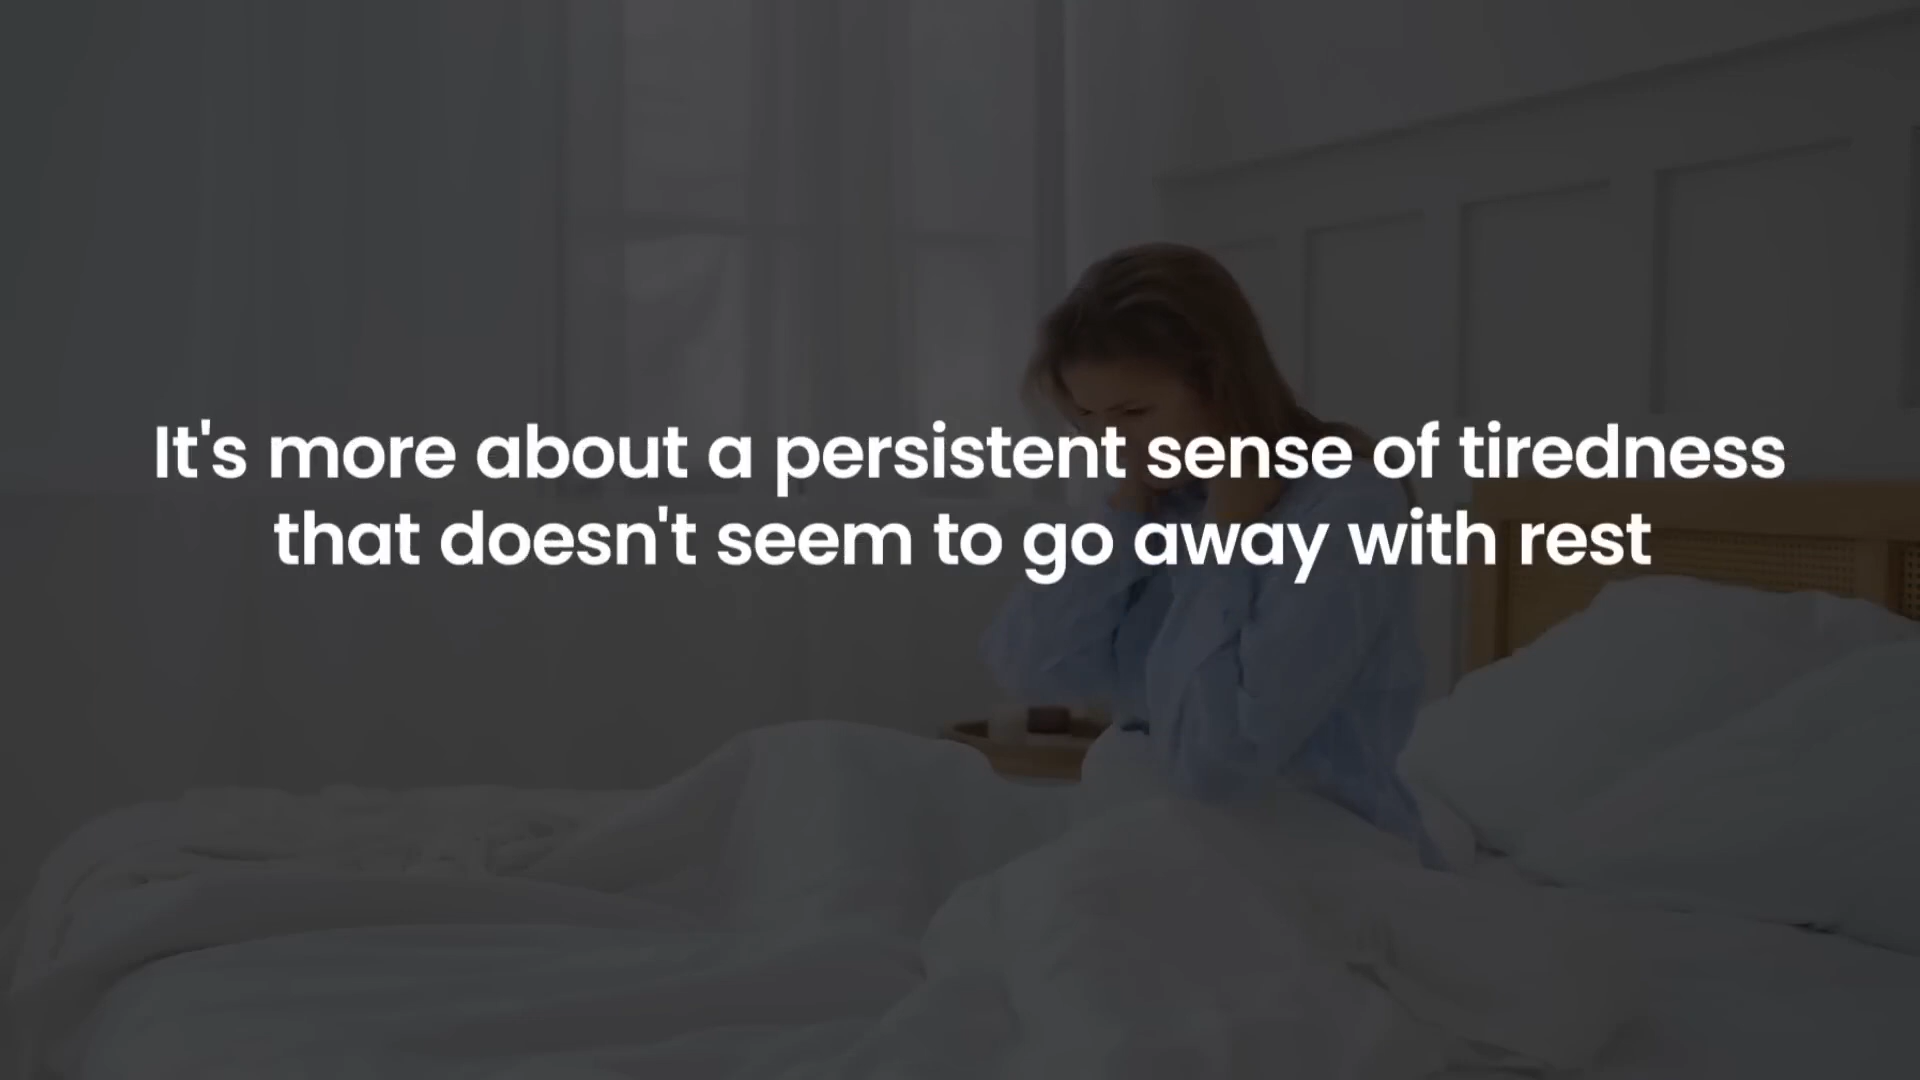 It's more about a persistent sense of tiredness
that doesn't seem to go away with rest